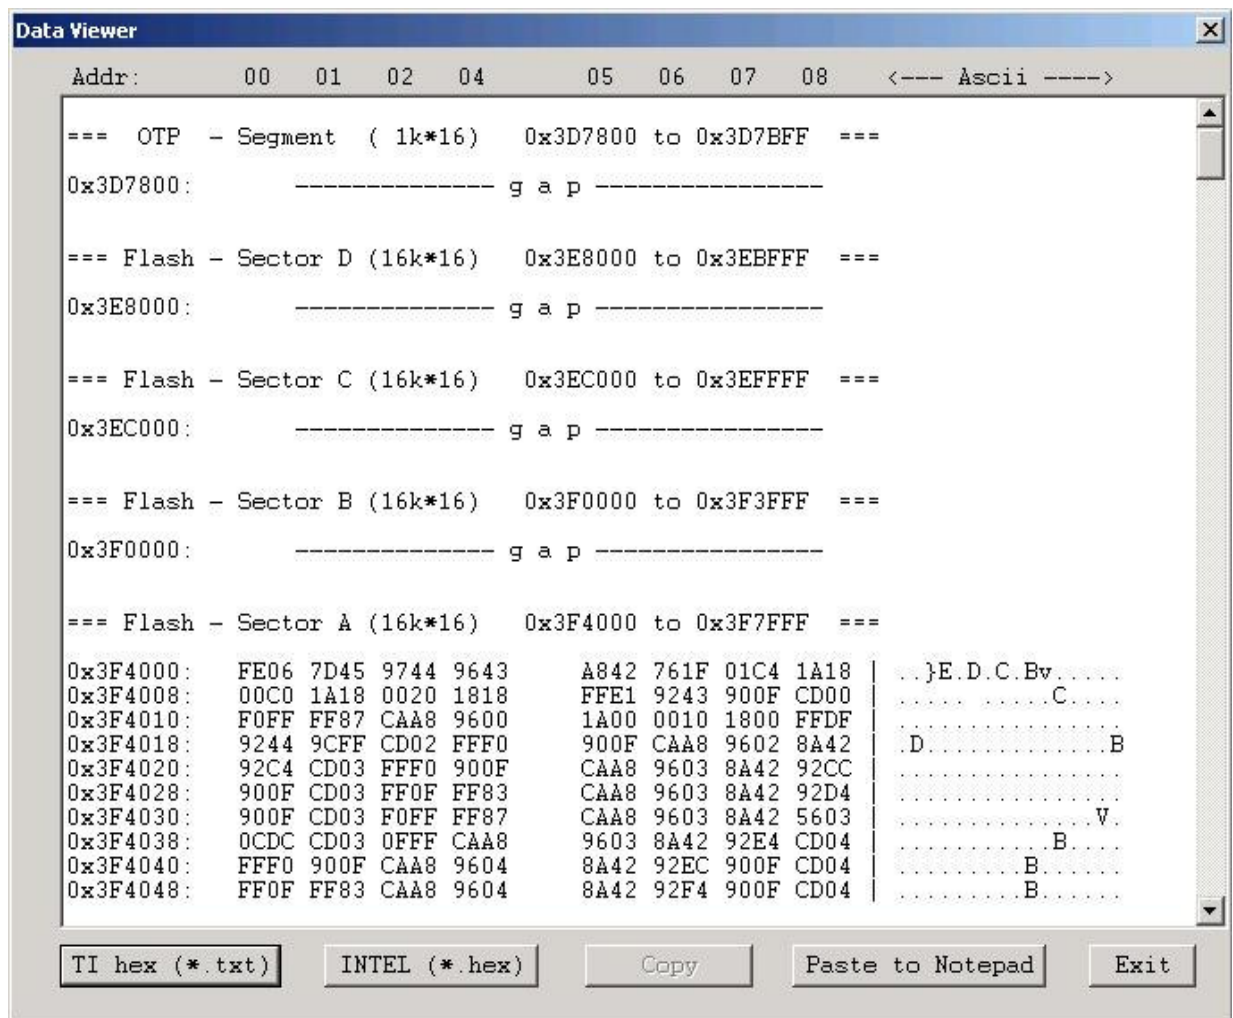 Data Viewer
Addr: 00 01 02 04 05 06 07 08 <--- Ascii ---->
=== OTP - Segment ( 1k*16) 0x3D7800 to 0x3D7BFF ===
0x3D7800: -------------- g a p ----------------
=== Flash - Sector D (16k*16) 0x3E8000 to 0x3EBFFF ===
0x3E8000: -------------- g a p ----------------
=== Flash - Sector C (16k*16) 0x3EC000 to 0x3EFFFF ===
0x3EC000: -------------- g a p ----------------
=== Flash - Sector B (16k*16) 0x3F0000 to 0x3F3FFF ===
0x3F0000: -------------- g a p ----------------
=== Flash - Sector A (16k*16) 0x3F4000 to 0x3F7FFF ===
0x3F4000: FE06 7D45 9744 9643 A842 761F 01C4 1A18 | ..}E.D.C.Bv.....
0x3F4008: 00C0 1A18 0020 1818 FFE1 9243 900F CD00 | ..... .....C....
0x3F4010: F0FF FF87 CAA8 9600 1A00 0010 1800 FFDF | ................
0x3F4018: 9244 9CFF CD02 FFF0 900F CAA8 9602 8A42 | .D.............B
0x3F4020: 92C4 CD03 FFF0 900F CAA8 9603 8A42 92CC | ................
0x3F4028: 900F CD03 FF0F FF83 CAA8 9603 8A42 92D4 | ................
0x3F4030: 900F CD03 F0FF FF87 CAA8 9603 8A42 5603 | ..............V.
0x3F4038: 0CDC CD03 0FFF CAA8 9603 8A42 92E4 CD04 | ...........B....
0x3F4040: FFF0 900F CAA8 9604 8A42 92EC 900F CD04 | .........B......
0x3F4048: FF0F FF83 CAA8 9604 8A42 92F4 900F CD04 | .........B......
TI hex (*.txt) INTEL (*.hex) Copy Paste to Notepad Exit